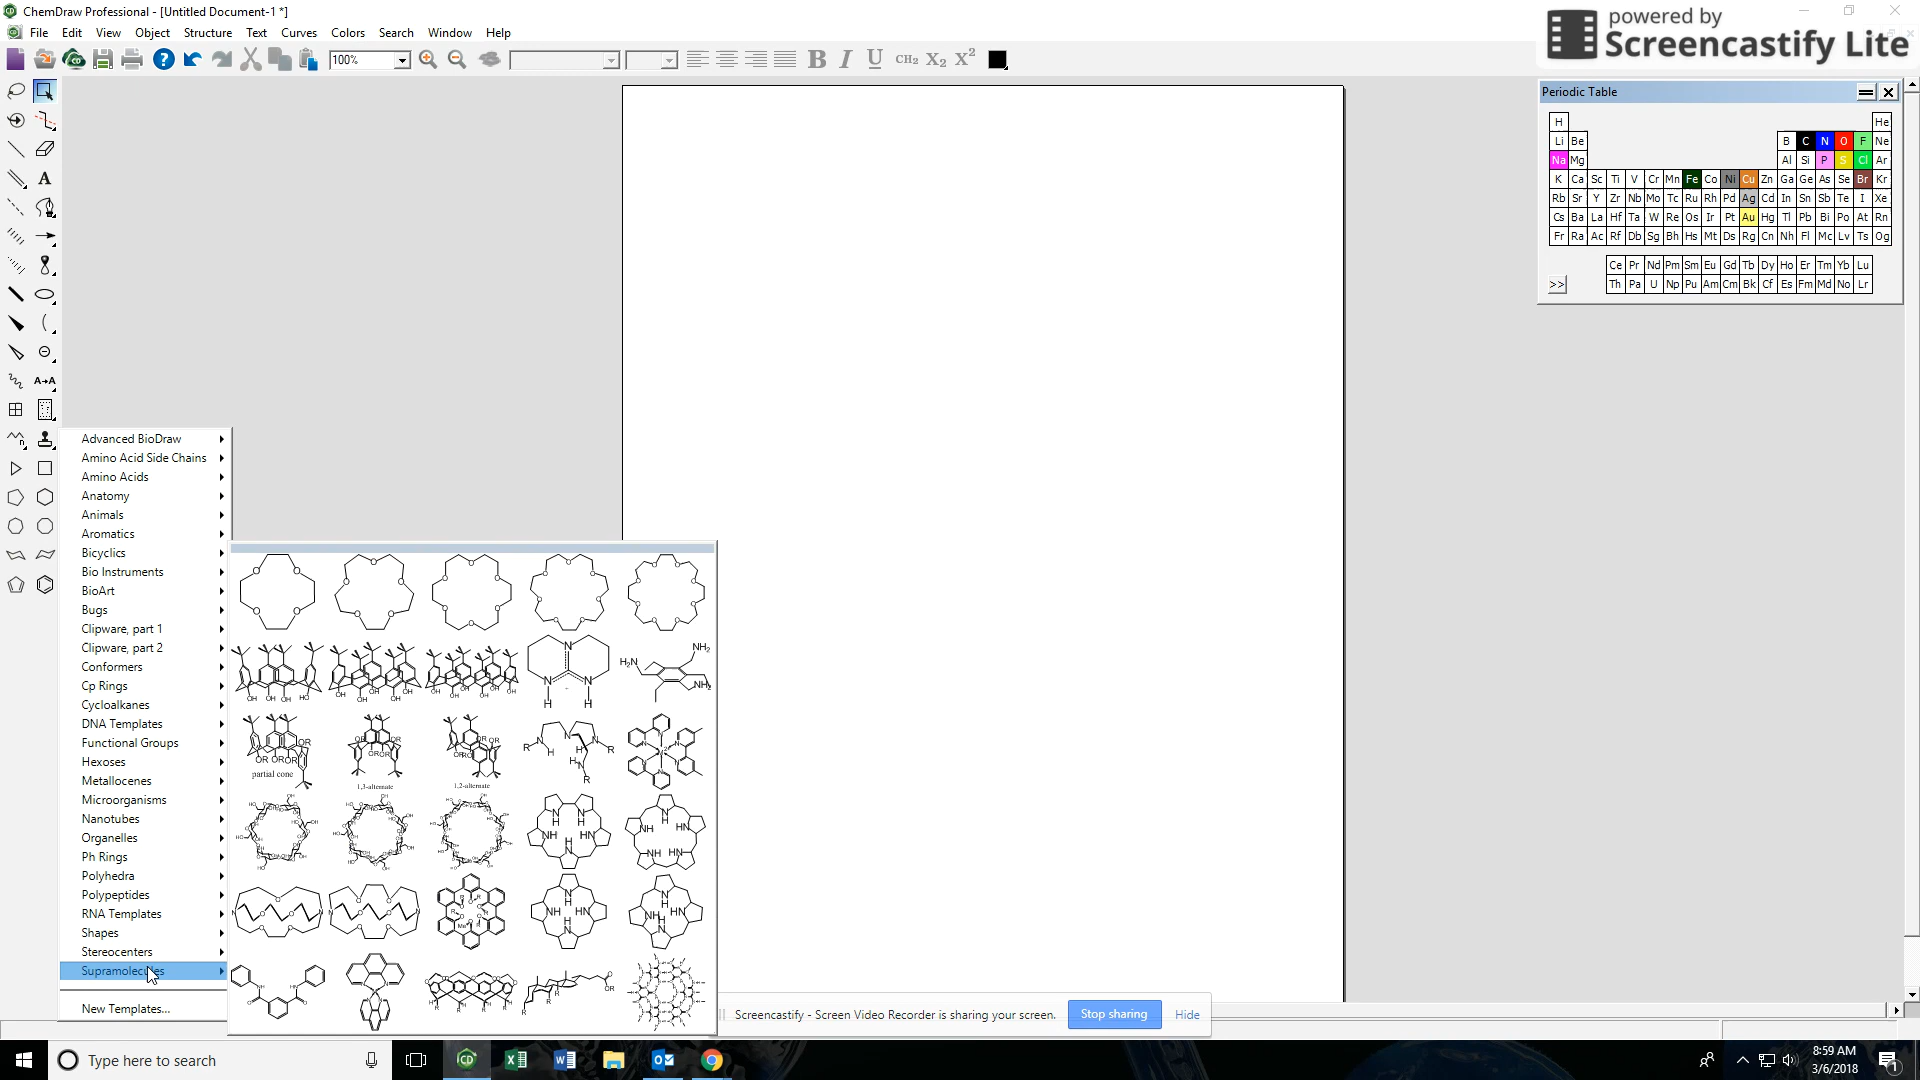 ChemDraw Professional - [Untitled Document-1 *]
powered by
Screencastify Lite
File Edit View Object Structure Text Curves Colors Search Window Help
100%
B I U CH2 X2 X2
Periodic Table
H He
Li Be B C N O F Ne
Na Mg Al Si P S Cl Ar
K Ca Sc Ti V Cr Mn Fe Co Ni Cu Zn Ga Ge As Se Br Kr
Rb Sr Y Zr Nb Mo Tc Ru Rh Pd Ag Cd In Sn Sb Te I Xe
Cs Ba La Hf Ta W Re Os Ir Pt Au Hg Tl Pb Bi Po At Rn
Fr Ra Ac Rf Db Sg Bh Hs Mt Ds Rg Cn Nh Fl Mc Lv Ts Og
Ce Pr Nd Pm Sm Eu Gd Tb Dy Ho Er Tm Yb Lu
>> Th Pa U Np Pu Am Cm Bk Cf Es Fm Md No Lr
A
A→A
Advanced BioDraw
Amino Acid Side Chains
Amino Acids
Anatomy
Animals
Aromatics
Bicyclics
Bio Instruments
BioArt
Bugs
Clipware, part 1
Clipware, part 2
Conformers
Cp Rings
Cycloalkanes
DNA Templates
Functional Groups
Hexoses
Metallocenes
Microorganisms
Nanotubes
Organelles
Ph Rings
Polyhedra
Polypeptides
RNA Templates
Shapes
Stereocenters
Supramolecules
New Templates...
partial cone
1,3-alternate
1,2-alternate
Screencastify - Screen Video Recorder is sharing your screen. Stop sharing Hide
Type here to search
8:59 AM
3/6/2018
1